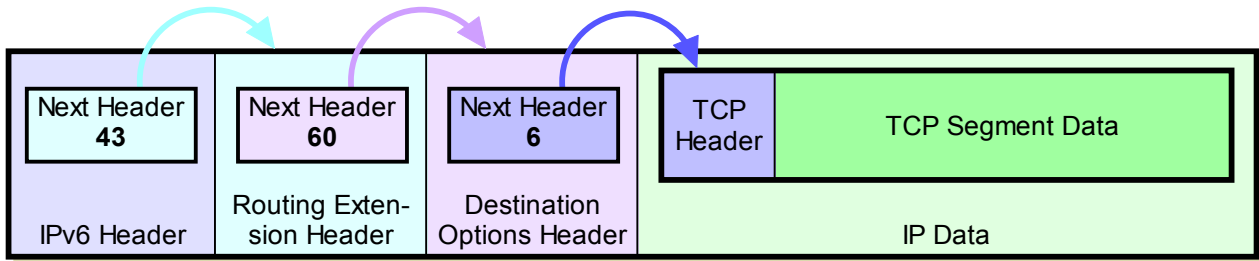 Next Header
43
IPv6 Header
Next Header
60
Routing Exten-
sion Header
Next Header
6
Destination
Options Header
TCP
Header
TCP Segment Data
IP Data